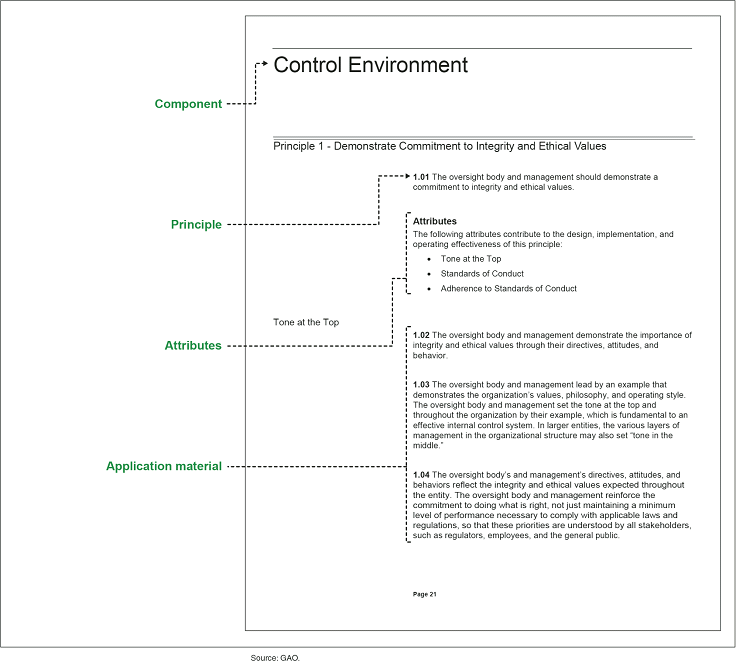 Control Environment
Component
Principle 1 - Demonstrate Commitment to Integrity and Ethical Values
1.01 The oversight body and management should demonstrate a
commitment to integrity and ethical values.
Principle
Attributes
The following attributes contribute to the design, implementation, and
operating effectiveness of this principle:
• Tone at the Top
• Standards of Conduct
• Adherence to Standards of Conduct
Tone at the Top
Attributes
1.02 The oversight body and management demonstrate the importance of
integrity and ethical values through their directives, attitudes, and
behavior.
1.03 The oversight body and management lead by an example that
demonstrates the organization's values, philosophy, and operating style.
The oversight body and management set the tone at the top and
throughout the organization by their example, which is fundamental to an
effective internal control system. In larger entities, the various layers of
management in the organizational structure may also set "tone in the
middle."
Application material
1.04 The oversight body's and management's directives, attitudes, and
behaviors reflect the integrity and ethical values expected throughout
the entity. The oversight body and management reinforce the
commitment to doing what is right, not just maintaining a minimum
level of performance necessary to comply with applicable laws and
regulations, so that these priorities are understood by all stakeholders,
such as regulators, employees, and the general public.
Page 21
Source: GAO.